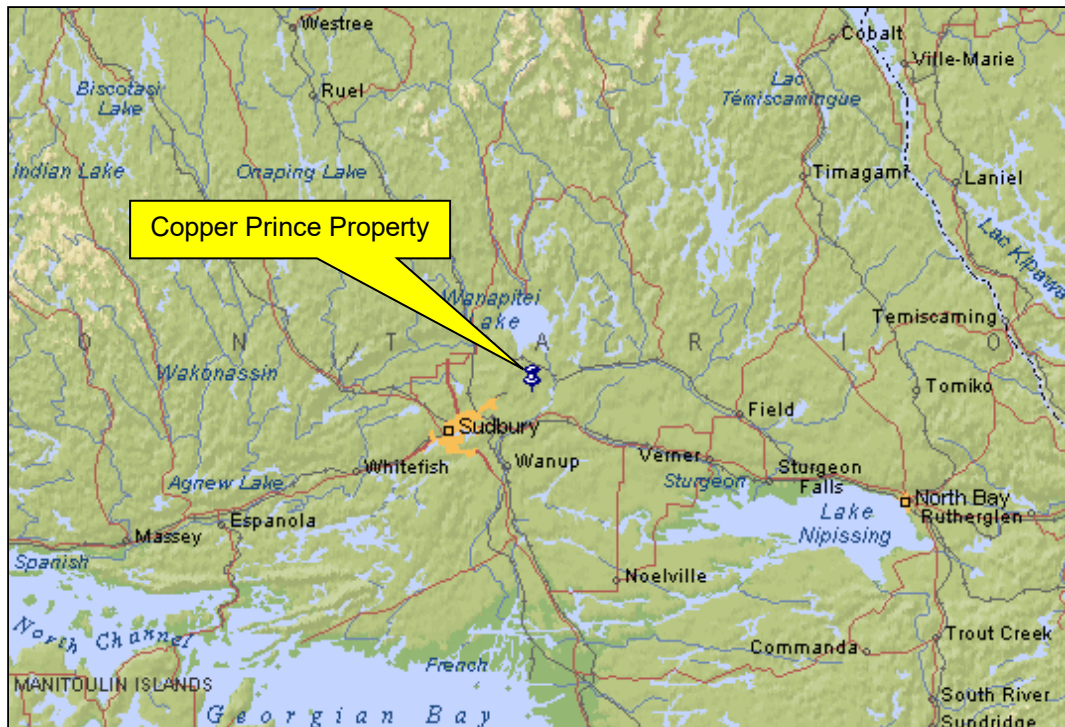 Westree
Cobalt
Ville-Marie
Biscotasi
Lake
Ruel
Lac
Témiscamingue
Indian Lake
Onaping Lake
Timagami
Laniel
Copper Prince Property
Lac Kipawa
Wanapitei
Lake
Temiscaming
O N T A R I O
Wakonassin
Tomiko
Field
Sudbury
Whitefish
Wanup
Verner
Sturgeon
Sturgeon
Falls
Agnew Lake
North Bay
Rutherglen
Lake
Nipissing
Espanola
Massey
Spanish
Noelville
North Channel
Trout Creek
Commanda
French
MANITOULIN ISLANDS
South River
Georgian Bay
Sundridge